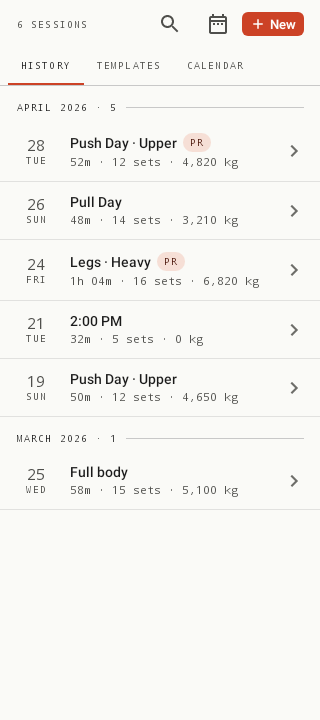 6 SESSIONS
+ New
HISTORY TEMPLATES CALENDAR
APRIL 2026 · 5
28
TUE
Push Day · Upper PR
52m · 12 sets · 4,820 kg
26
SUN
Pull Day
48m · 14 sets · 3,210 kg
24
FRI
Legs · Heavy PR
1h 04m · 16 sets · 6,820 kg
21
TUE
2:00 PM
32m · 5 sets · 0 kg
19
SUN
Push Day · Upper
50m · 12 sets · 4,650 kg
MARCH 2026 · 1
25
WED
Full body
58m · 15 sets · 5,100 kg